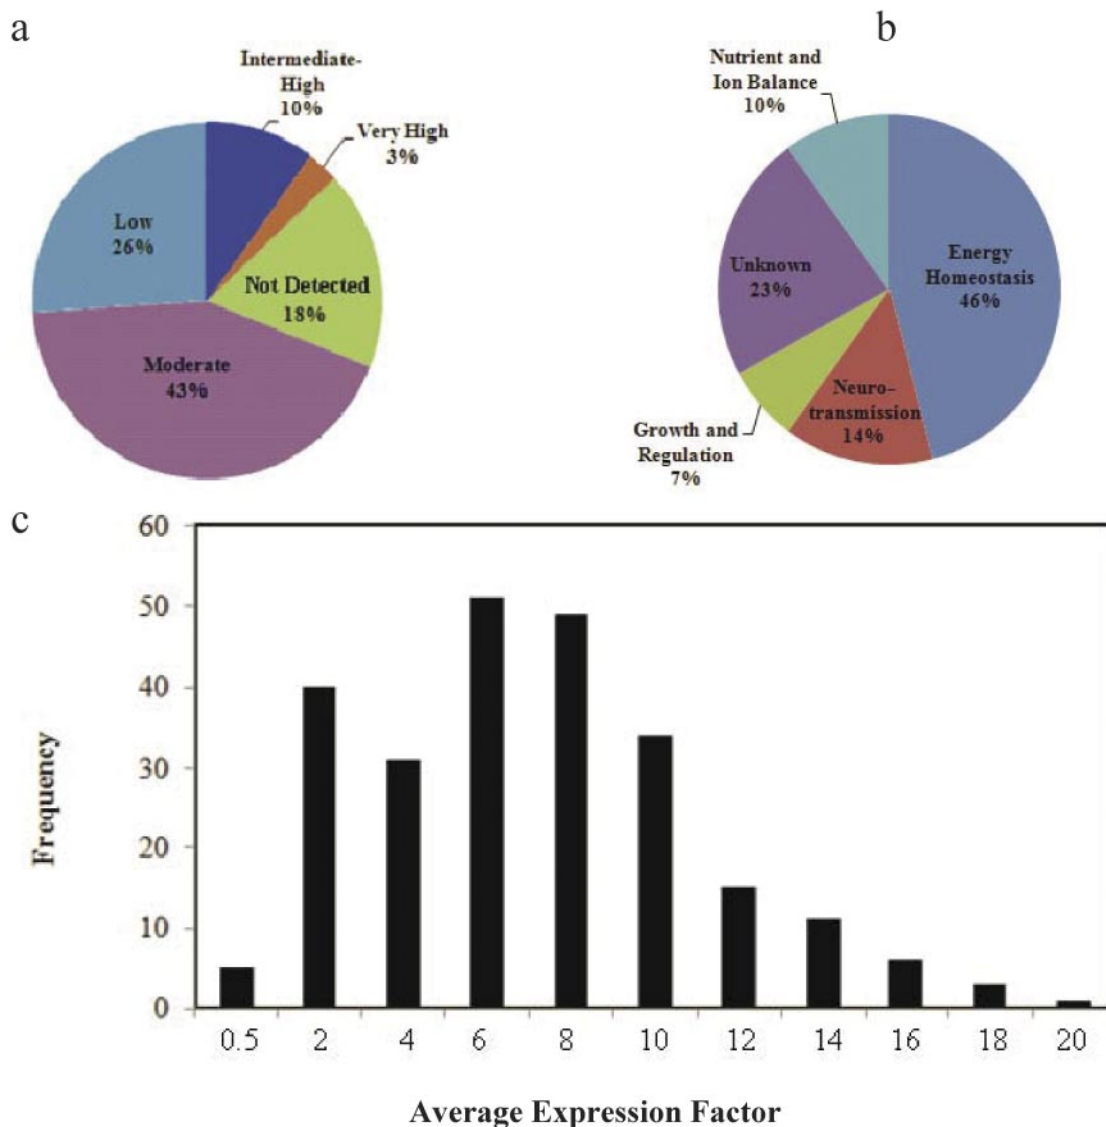 a
Intermediate-
High
10%
Very High
3%
Not Detected
18%
Moderate
43%
Low
26%
b
Nutrient and
Ion Balance
10%
Energy
Homeostasis
46%
Neuro-
transmission
14%
Growth and
Regulation
7%
Unknown
23%
c
Frequency
60
50
40
30
20
10
0
0.5 2 4 6 8 10 12 14 16 18 20
Average Expression Factor